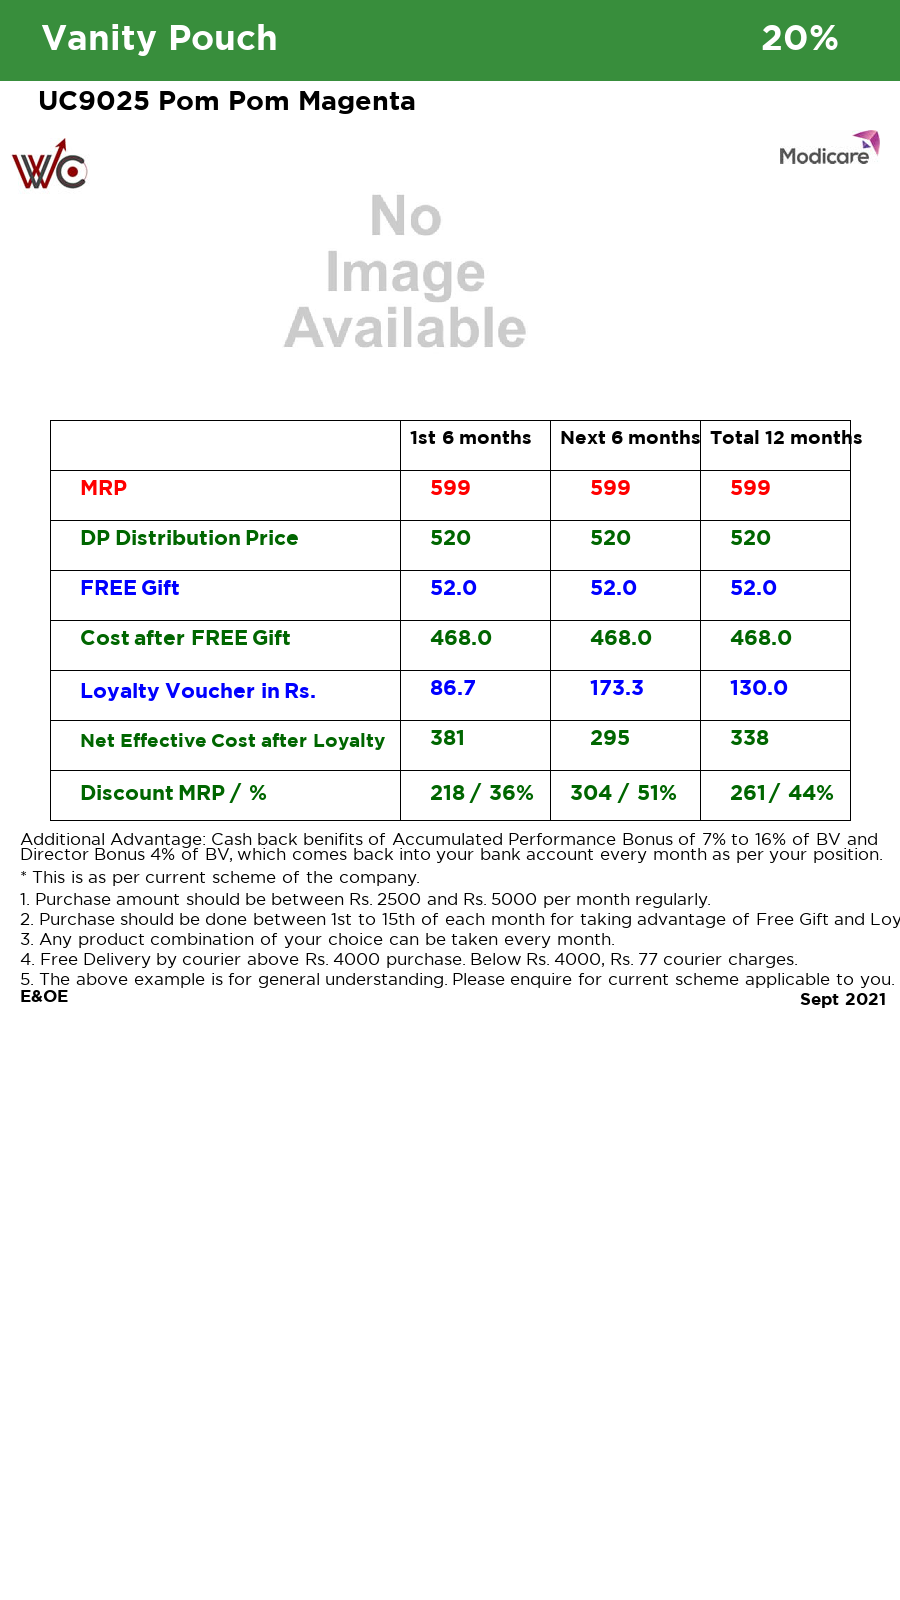 Vanity Pouch 20%
UC9025 Pom Pom Magenta
WC
Modicare
No
Image
Available
1st 6 months Next 6 months Total 12 months
MRP 599 599 599
DP Distribution Price 520 520 520
FREE Gift 52.0 52.0 52.0
Cost after FREE Gift 468.0 468.0 468.0
Loyalty Voucher in Rs. 86.7 173.3 130.0
Net Effective Cost after Loyalty 381 295 338
Discount MRP / % 218 / 36% 304 / 51% 261 / 44%
Additional Advantage: Cash back benifits of Accumulated Performance Bonus of 7% to 16% of BV and
Director Bonus 4% of BV, which comes back into your bank account every month as per your position.
* This is as per current scheme of the company.
1. Purchase amount should be between Rs. 2500 and Rs. 5000 per month regularly.
2. Purchase should be done between 1st to 15th of each month for taking advantage of Free Gift and Loy
3. Any product combination of your choice can be taken every month.
4. Free Delivery by courier above Rs. 4000 purchase. Below Rs. 4000, Rs. 77 courier charges.
5. The above example is for general understanding. Please enquire for current scheme applicable to you.
E&OE
Sept 2021